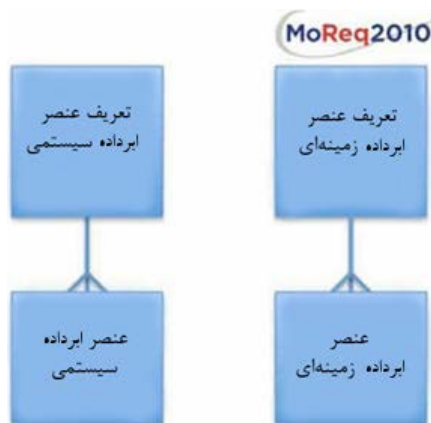 MoReq2010
تعریف عنصر
ابرداده زمینه‌ای
تعریف عنصر
ابرداده سیستمی
عنصر
ابرداده زمینه‌ای
عنصر ابرداده
سیستمی